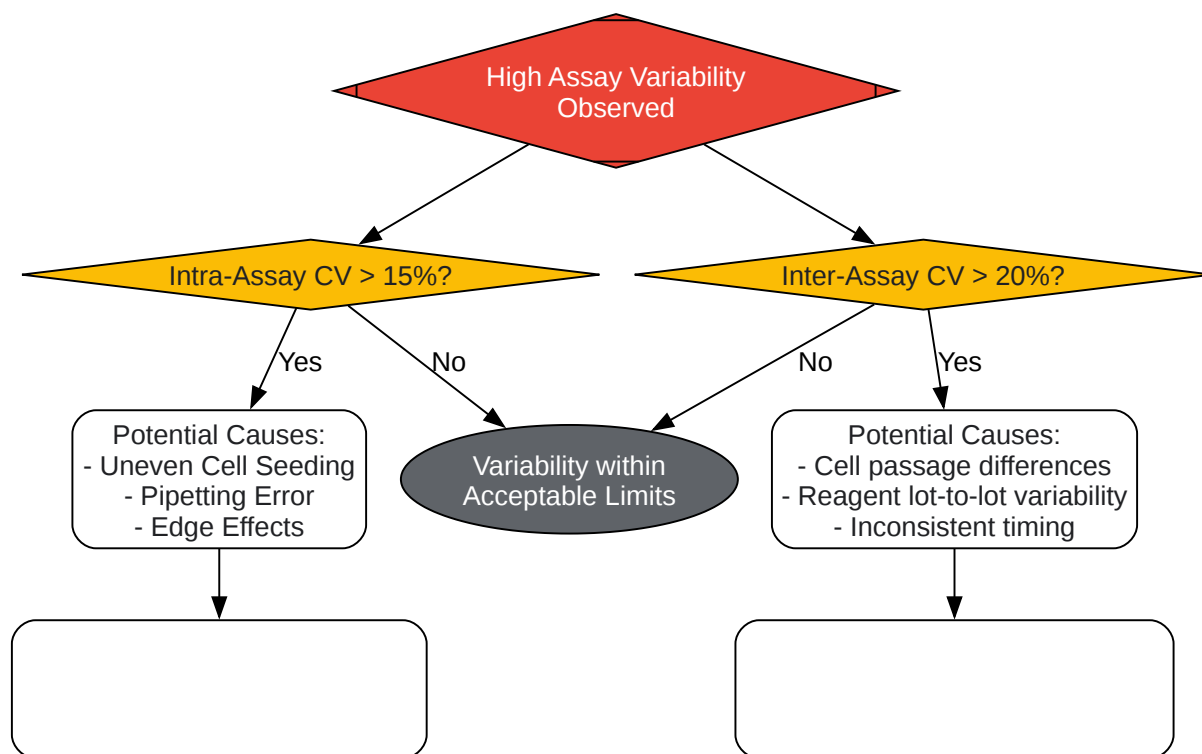 High Assay Variability
Observed
Intra-Assay CV > 15%?
Inter-Assay CV > 20%?
Yes
No
No
Yes
Potential Causes:
- Uneven Cell Seeding
- Pipetting Error
- Edge Effects
Variability within
Acceptable Limits
Potential Causes:
- Cell passage differences
- Reagent lot-to-lot variability
- Inconsistent timing